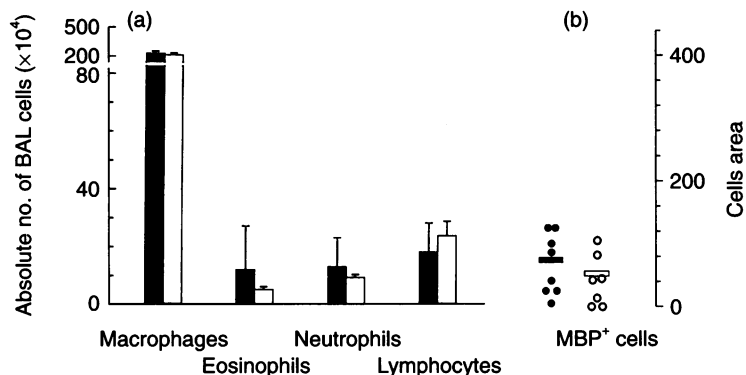 (a)
(b)
Absolute no. of BAL cells (×10⁴)
500
200
80
40
0
Macrophages
Eosinophils
Neutrophils
Lymphocytes
400
200
0
Cells area
MBP⁺ cells